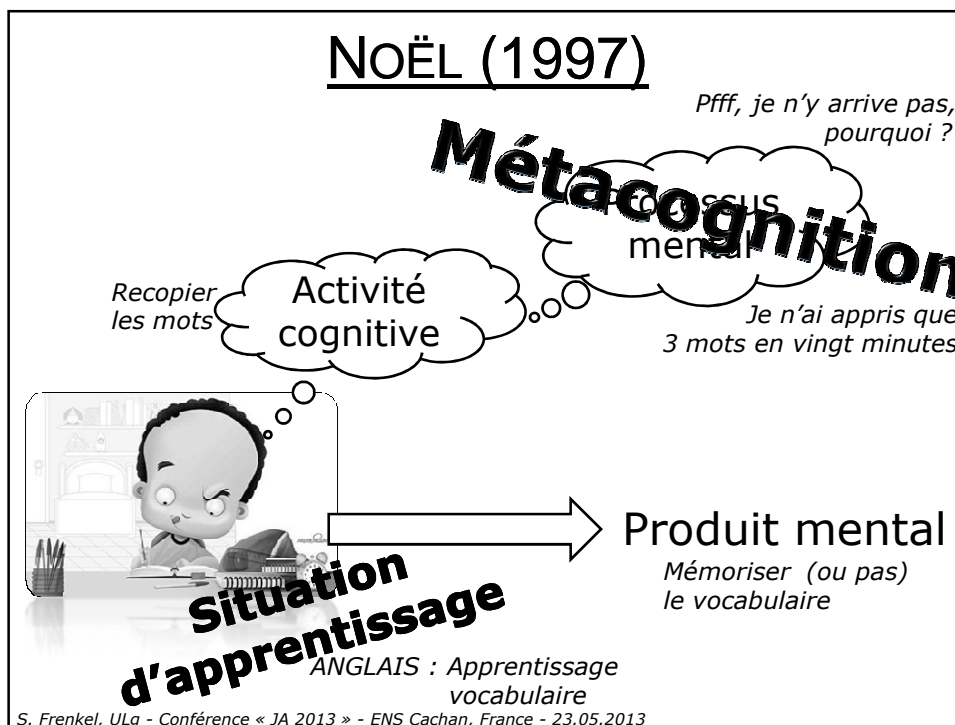 NOËL (1997)
Pfff, je n'y arrive pas,
pourquoi ?
Métacognition
Processus
mental
Recopier
les mots
Activité
cognitive
Je n'ai appris que
3 mots en vingt minutes
Produit mental
Mémoriser (ou pas)
le vocabulaire
Situation
d'apprentissage
ANGLAIS : Apprentissage
vocabulaire
S. Frenkel, ULg - Conférence « JA 2013 » - ENS Cachan, France - 23.05.2013